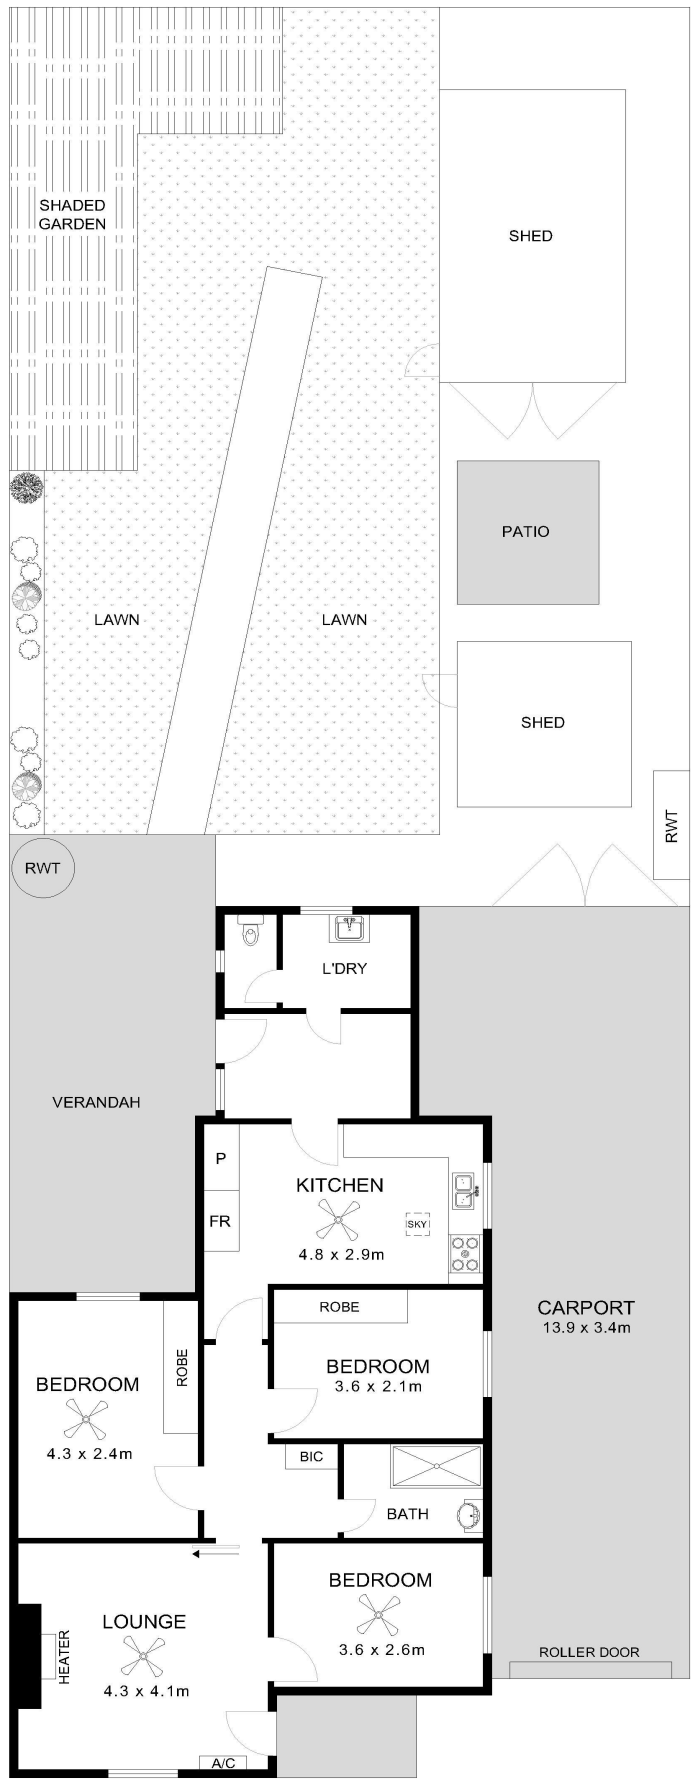 SHADED
GARDEN
SHED
PATIO
LAWN
LAWN
SHED
RWT
RWT
L'DRY
VERANDAH
P
KITCHEN
FR
SKY
4.8 x 2.9m
ROBE
CARPORT
13.9 x 3.4m
ROBE
BEDROOM
3.6 x 2.1m
BEDROOM
4.3 x 2.4m
BIC
BATH
BEDROOM
3.6 x 2.6m
LOUNGE
HEATER
4.3 x 4.1m
ROLLER DOOR
A/C